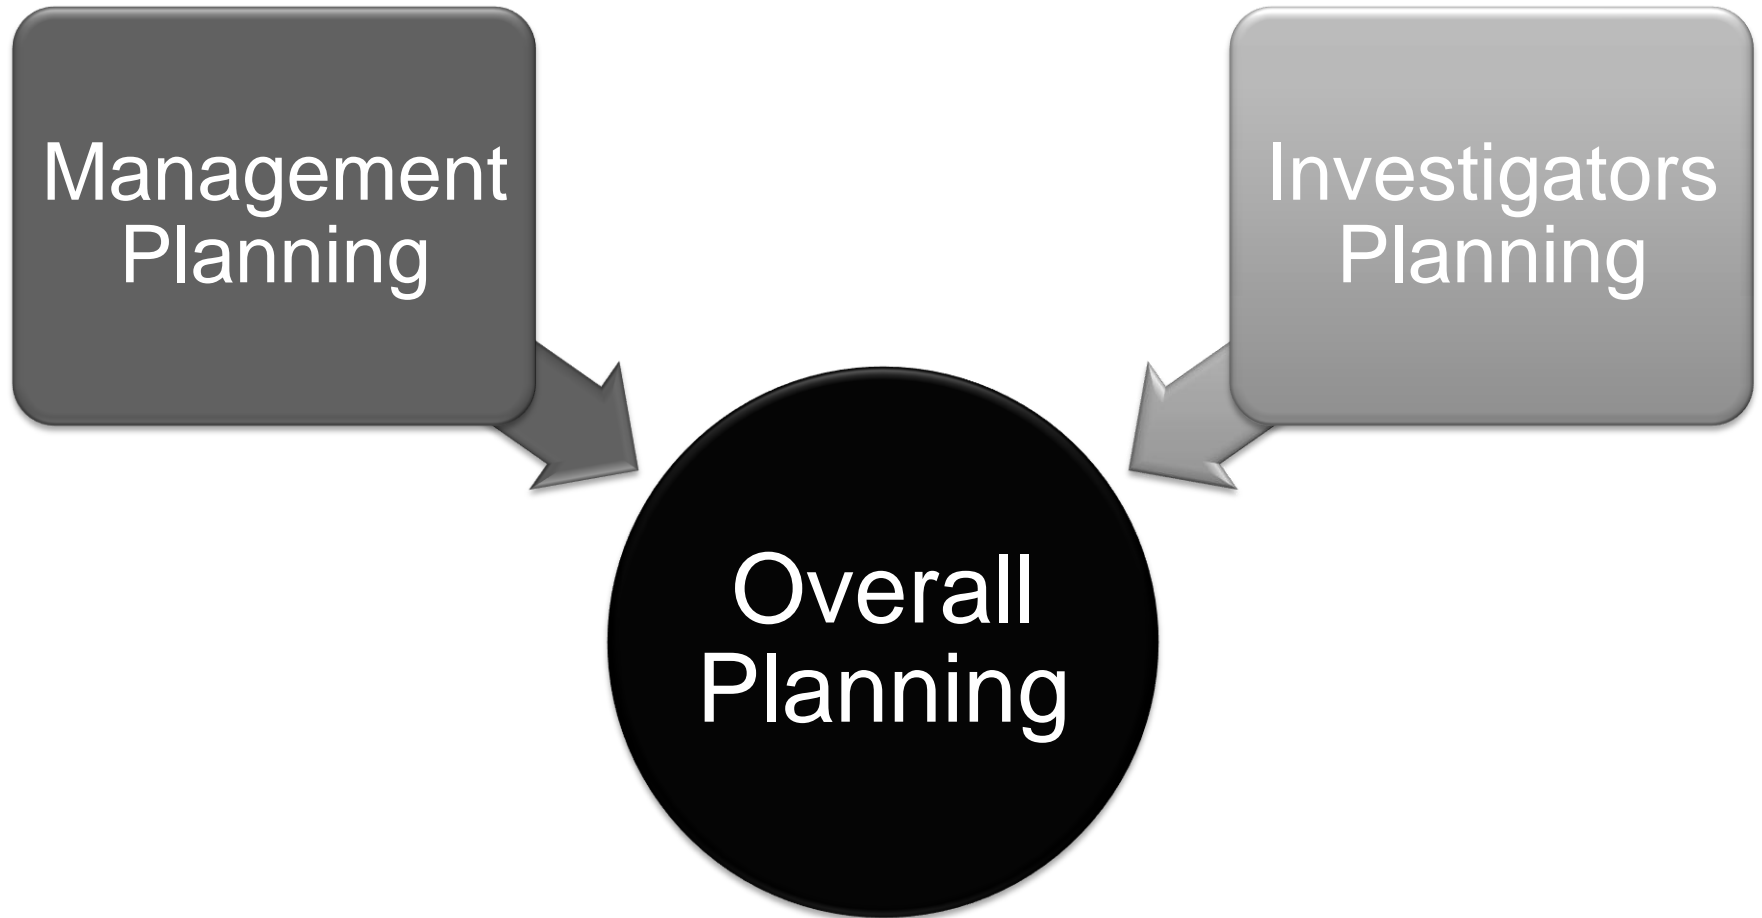 Management
Planning
Investigators
Planning
Overall
Planning